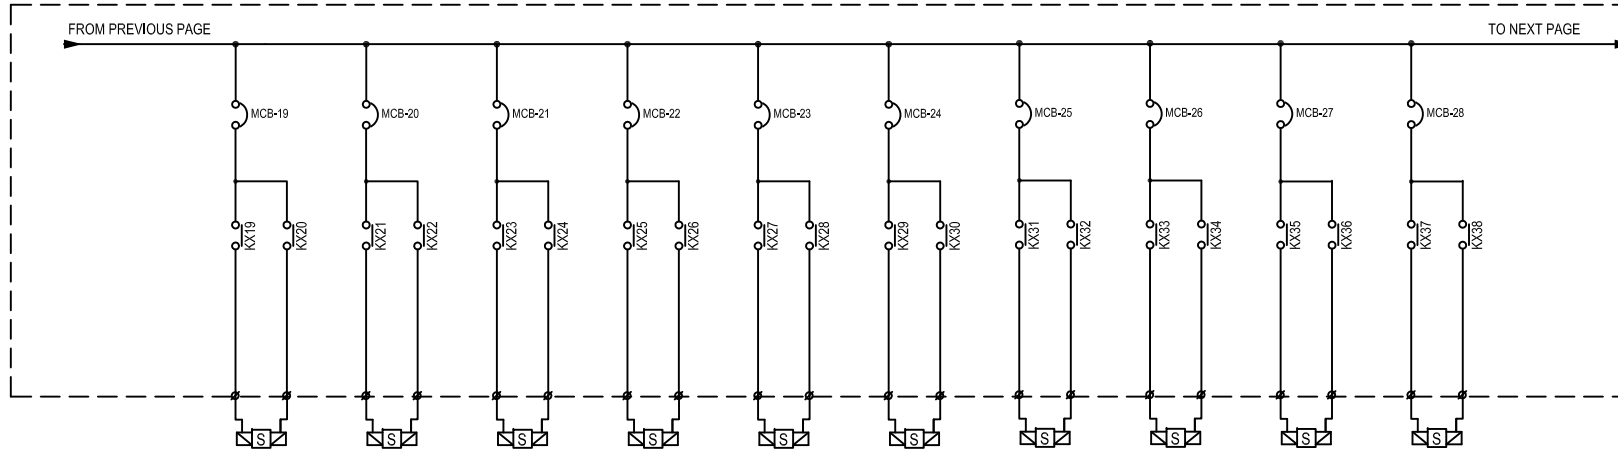 FROM PREVIOUS PAGE
TO NEXT PAGE
MCB-19
MCB-20
MCB-21
MCB-22
MCB-23
MCB-24
MCB-25
MCB-26
MCB-27
MCB-28
KX19
KX20
KX21
KX22
KX23
KX24
KX25
KX26
KX27
KX28
KX29
KX30
KX31
KX32
KX33
KX34
KX35
KX36
KX37
KX38
S
S
S
S
S
S
S
S
S
S